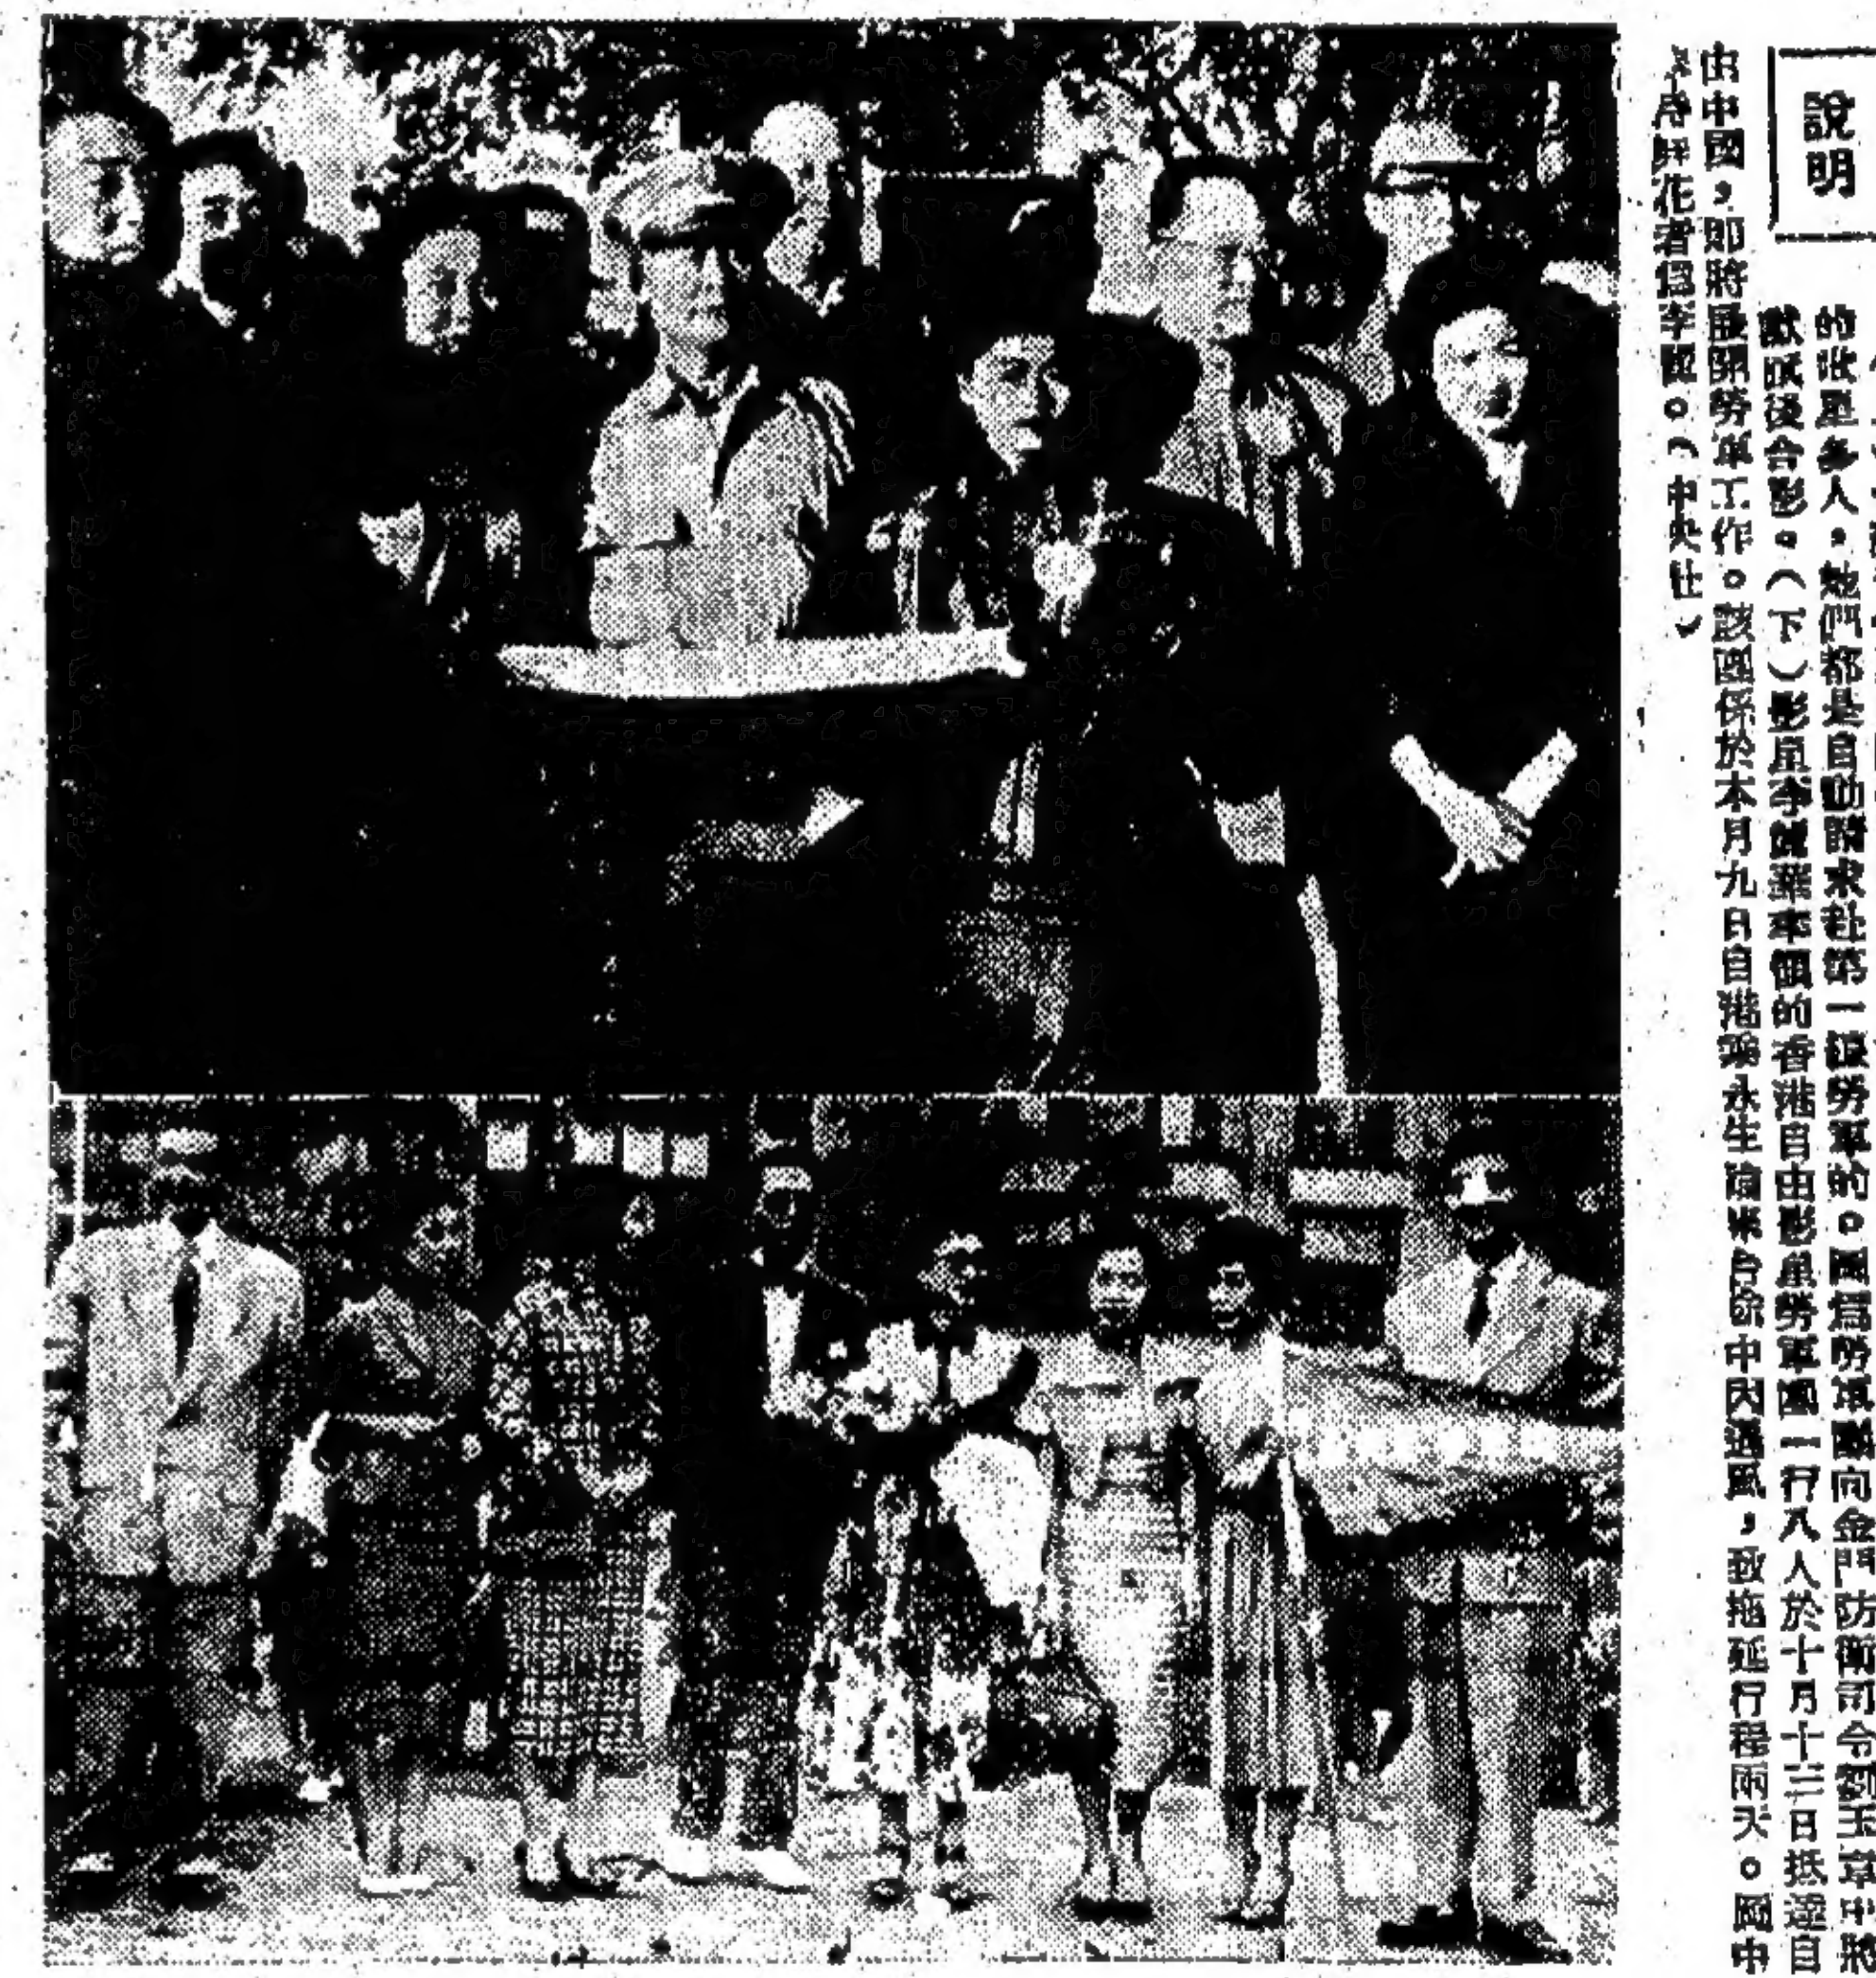 說明
的歌星多人,她們都是自動請求赴第一線勞軍的。圖為勞軍團向金門防衛司令劉玉章中將
獻旗後合影。(下)影星李麗華率領的香港自由影星勞軍團一行八人於十月十三日抵達自
由中國,即將展開勞軍工作。該團係於本月九日自港乘永生輪來台途中因遇風,致拖延行程兩天。圖中
鮮花者為李。(中央社)